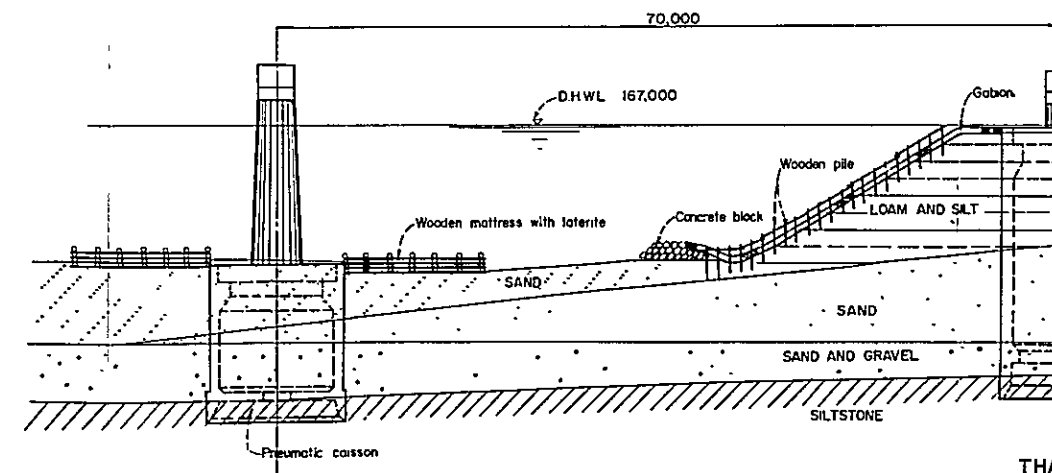 70,000
D.H.W.L 167,000
Gabion
Wooden pile
LOAM AND SILT
Wooden mattress with laterite
Concrete block
SAND
SAND
SAND AND GRAVEL
SILTSTONE
Pneumatic caisson
THA